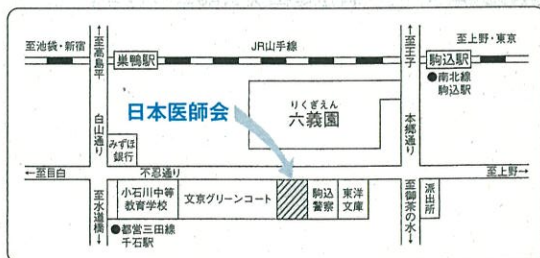 至池袋・新宿
←至高島平
巣鴨駅
JR山手線
←至王子
駒込駅
至上野・東京
●南北線
駒込駅
日本医師会
りくぎえん
六義園
白山通り
本郷通り
みずほ
銀行
←至目白
不忍通り
至上野→
至水道橋→
小石川中等
教育学校
文京グリーンコート
駒込
警察
東洋
文庫
至御茶の水→
派出所
●都営三田線
千石駅